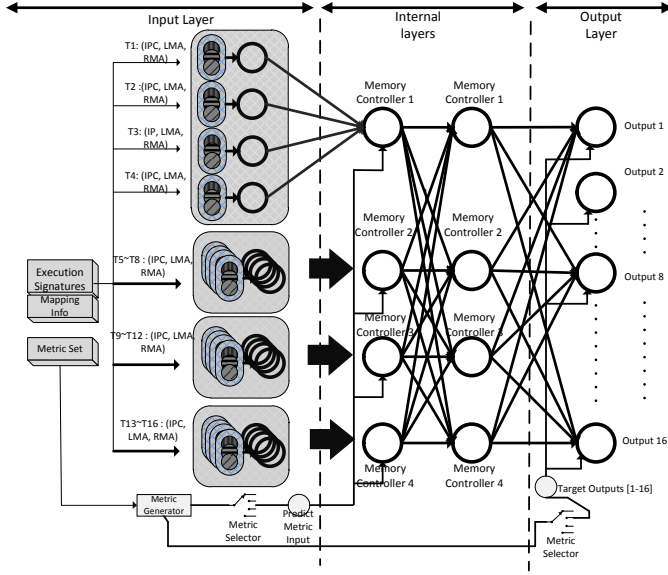 Input Layer
Internal
layers
Output
Layer
T1: (IPC, LMA,
RMA)
T2 :(IPC, LMA,
RMA)
T3: (IP, LMA,
RMA)
T4: (IPC, LMA,
RMA)
T5~T8 : (IPC, LMA,
RMA)
T9~T12 : (IPC, LMA,
RMA)
T13~T16 : (IPC,
LMA, RMA)
Execution
Signatures
Mapping
Info
Metric Set
Metric
Generator
Metric
Selector
Predict
Metric
Input
Memory
Controller 1
Memory
Controller 1
Memory
Controller 2
Memory
Controller 2
Memory
Controller 3
Memory
Controller 3
Memory
Controller 4
Memory
Controller 4
Output 1
Output 2
Output 8
Output 16
Target Outputs [1-16]
Metric
Selector